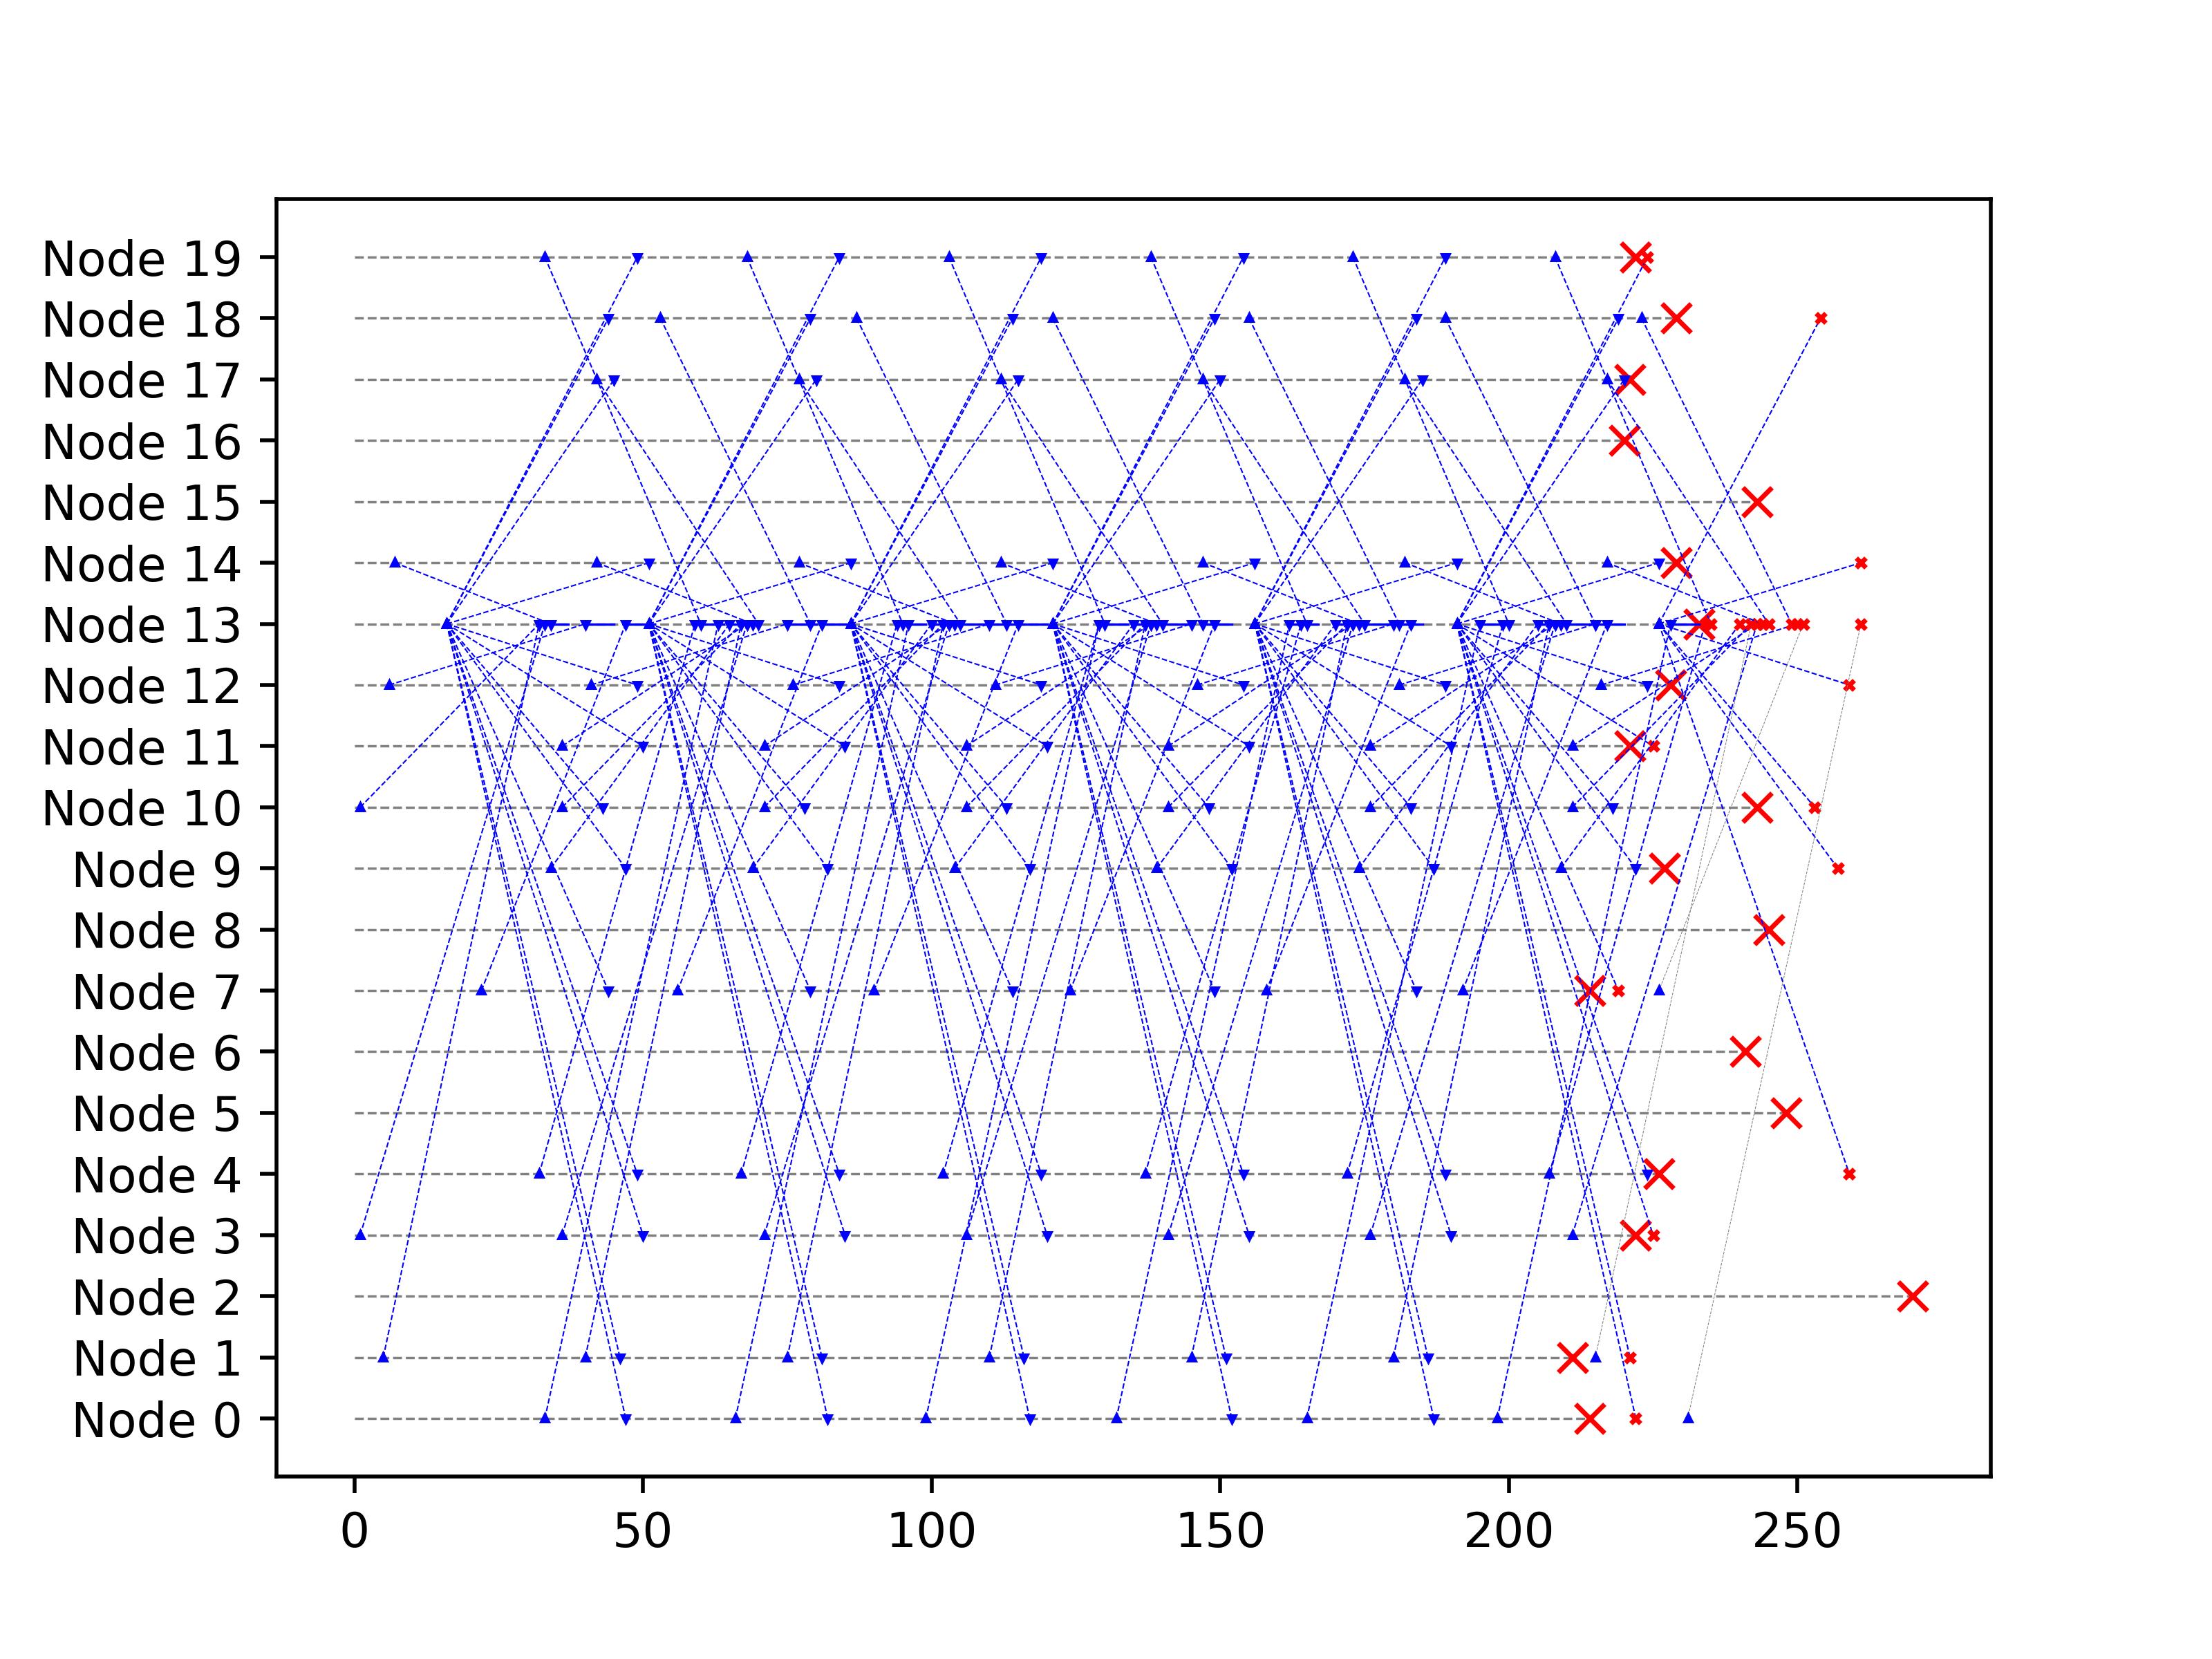 Node 19
Node 18
Node 17
Node 16
Node 15
Node 14
Node 13
Node 12
Node 11
Node 10
Node 9
Node 8
Node 7
Node 6
Node 5
Node 4
Node 3
Node 2
Node 1
Node 0
0 50 100 150 200 250